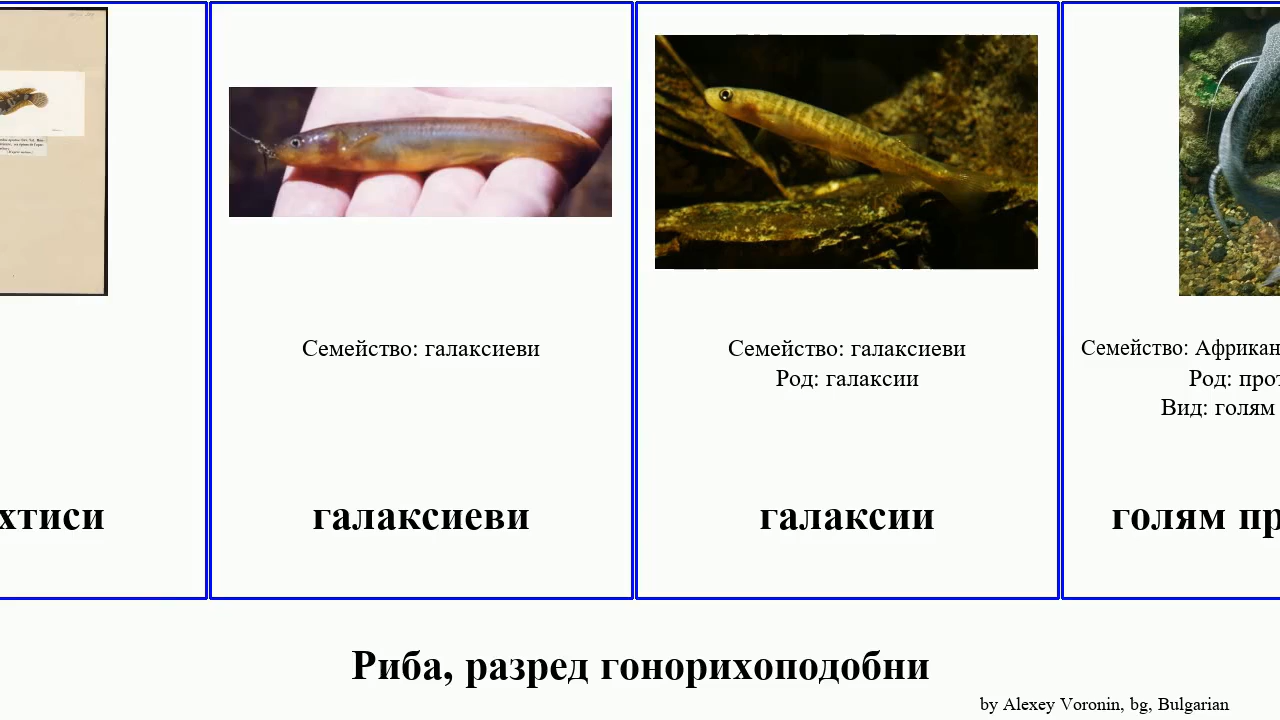 Семейство: галаксиеви
Семейство: галаксиеви
Род: галаксии
Семейство: Африкан
Род: прот
Вид: голям
хтиси
галаксиеви
галаксии
голям пр
Риба, разред гонорихоподобни
by Alexey Voronin, bg, Bulgarian